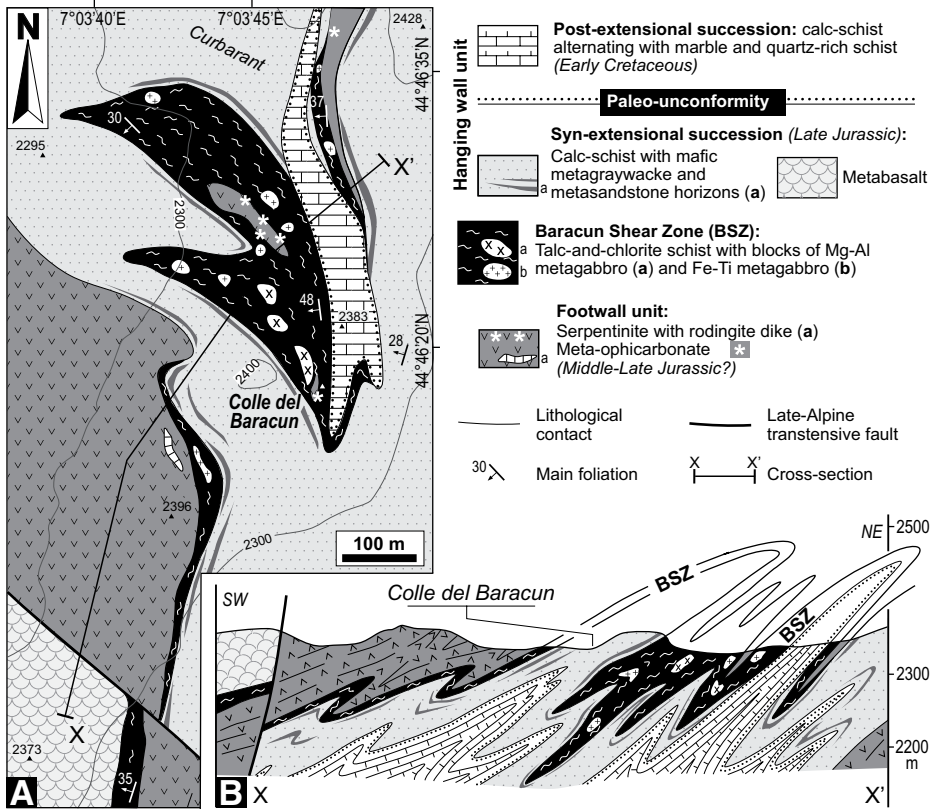 N
7°03'40"E
7°03'45"E
2428
Curbarant
44°46'35"N
37
30
X'
2295
2300
48
2383
28
44°46'20"N
2400
Colle del
Baracun
2396
2300
100 m
X
2373
35
A
Hanging wall unit
Post-extensional succession: calc-schist
alternating with marble and quartz-rich schist
(Early Cretaceous)
Paleo-unconformity
Syn-extensional succession (Late Jurassic):
Calc-schist with mafic
metagraywacke and
metasandstone horizons (a)
a
Metabasalt
Baracun Shear Zone (BSZ):
a Talc-and-chlorite schist with blocks of Mg-Al
b metagabbro (a) and Fe-Ti metagabbro (b)
x x
Footwall unit:
Serpentinite with rodingite dike (a)
a
Meta-ophicarbonate *
(Middle-Late Jurassic?)
Lithological
contact
Late-Alpine
transtensive fault
30
Main foliation
X X'
Cross-section
SW
Colle del Baracun
BSZ
BSZ
NE
2500
2300
2200
m
B
X
X'